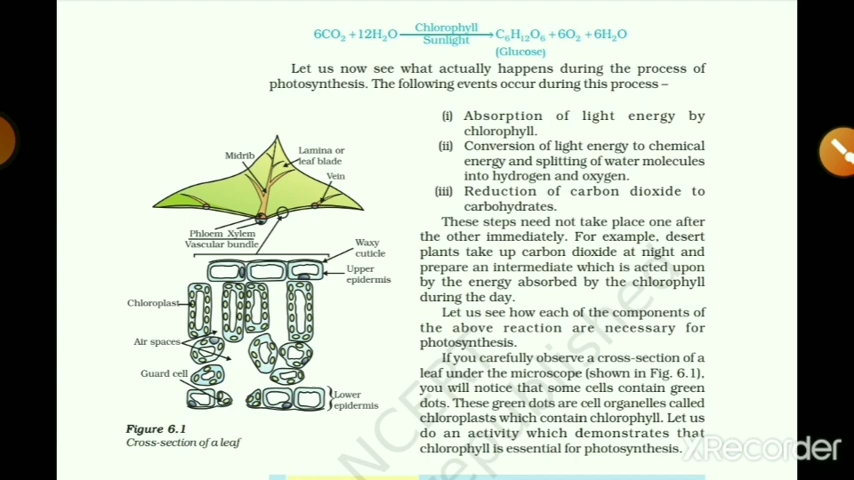 6CO₂ + 12H₂O Chlorophyll Sunlight C₆H₁₂O₆ + 6O₂ + 6H₂O
(Glucose)
Let us now see what actually happens during the process of
photosynthesis. The following events occur during this process –
(i) Absorption of light energy by
chlorophyll.
(ii) Conversion of light energy to chemical
energy and splitting of water molecules
into hydrogen and oxygen.
(iii) Reduction of carbon dioxide to
carbohydrates.
These steps need not take place one after
the other immediately. For example, desert
plants take up carbon dioxide at night and
prepare an intermediate which is acted upon
by the energy absorbed by the chlorophyll
during the day.
Let us see how each of the components of
the above reaction are necessary for
photosynthesis.
If you carefully observe a cross-section of a
leaf under the microscope (shown in Fig. 6.1),
you will notice that some cells contain green
dots. These green dots are cell organelles called
chloroplasts which contain chlorophyll. Let us
do an activity which demonstrates that
chlorophyll is essential for photosynthesis.
Midrib
Lamina or
leaf blade
Vein
Phloem Xylem
Vascular bundle
Waxy
cuticle
Upper
epidermis
Chloroplast
Air spaces
Guard cell
Lower
epidermis
Figure 6.1
Cross-section of a leaf
NCERT
republished
XRecorder